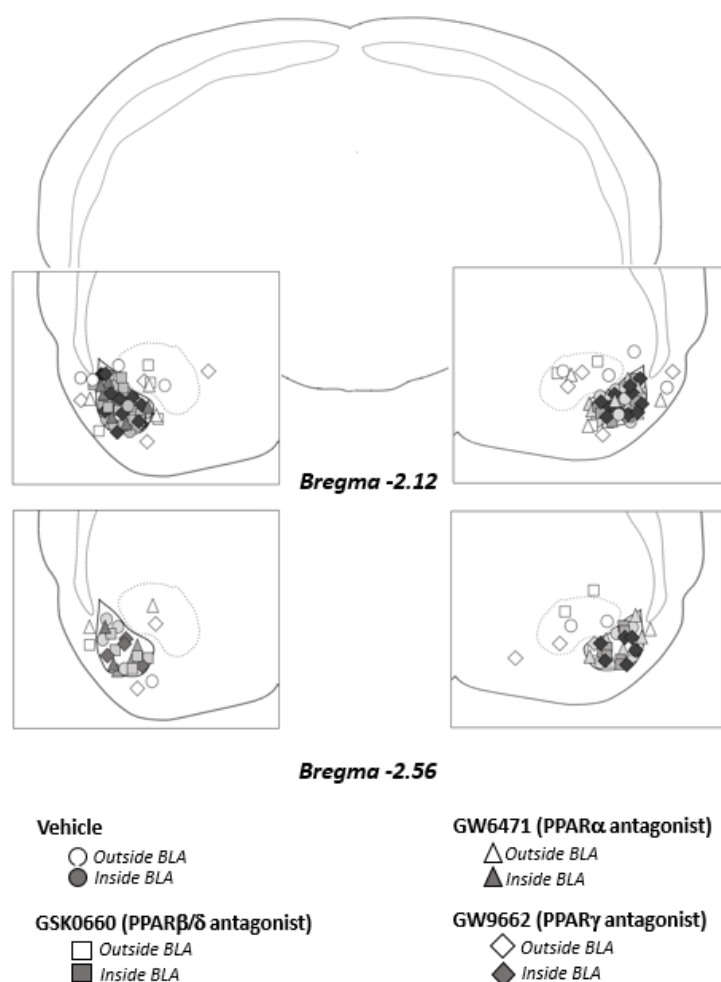 Bregma -2.12
Bregma -2.56
Vehicle
Outside BLA
Inside BLA
GSK0660 (PPARβ/δ antagonist)
Outside BLA
Inside BLA
GW6471 (PPARα antagonist)
Outside BLA
Inside BLA
GW9662 (PPARγ antagonist)
Outside BLA
Inside BLA